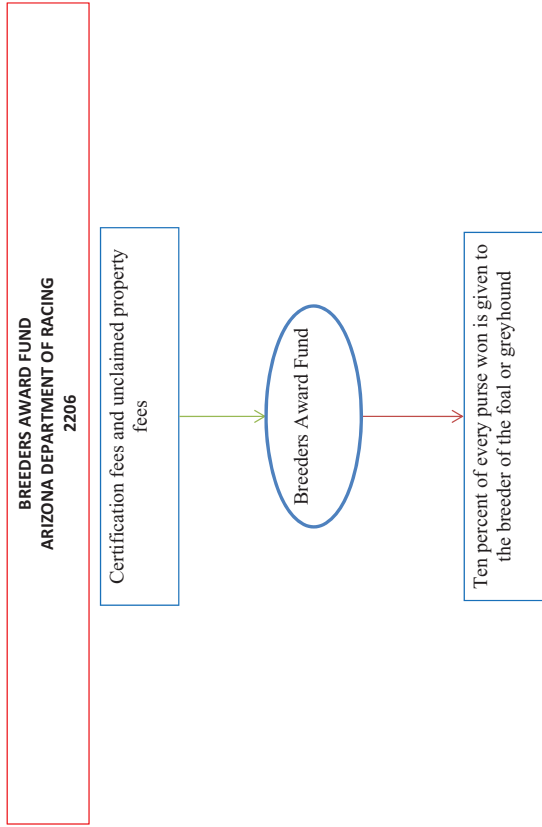 BREEDERS AWARD FUND
ARIZONA DEPARTMENT OF RACING
2206
Certification fees and unclaimed property
fees
Breeders Award Fund
Ten percent of every purse won is given to
the breeder of the foal or greyhound